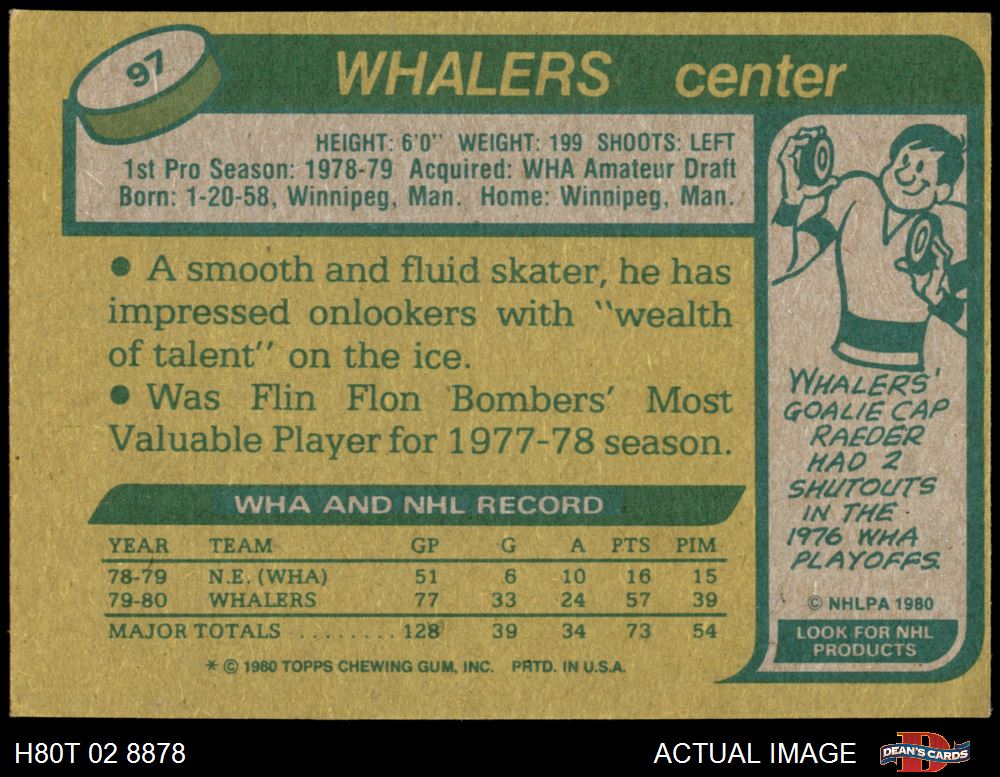 97
WHALERS center
HEIGHT: 6'0" WEIGHT: 199 SHOOTS: LEFT
1st Pro Season: 1978-79 Acquired: WHA Amateur Draft
Born: 1-20-58, Winnipeg, Man. Home: Winnipeg, Man.
• A smooth and fluid skater, he has
impressed onlookers with "wealth
of talent" on the ice.
• Was Flin Flon Bombers' Most
Valuable Player for 1977-78 season.
WHA AND NHL RECORD
YEAR TEAM GP G A PTS PIM
78-79 N.E. (WHA) 51 6 10 16 15
79-80 WHALERS 77 33 24 57 39
MAJOR TOTALS ......... 128 39 34 73 54
* © 1980 TOPPS CHEWING GUM, INC. PRTD. IN U.S.A.
WHALERS'
GOALIE CAP
RAEDER
HAD 2
SHUTOUTS
IN THE
1976 WHA
PLAYOFFS.
© NHLPA 1980
LOOK FOR NHL
PRODUCTS
H80T 02 8878
ACTUAL IMAGE
D
DEAN'S CARDS